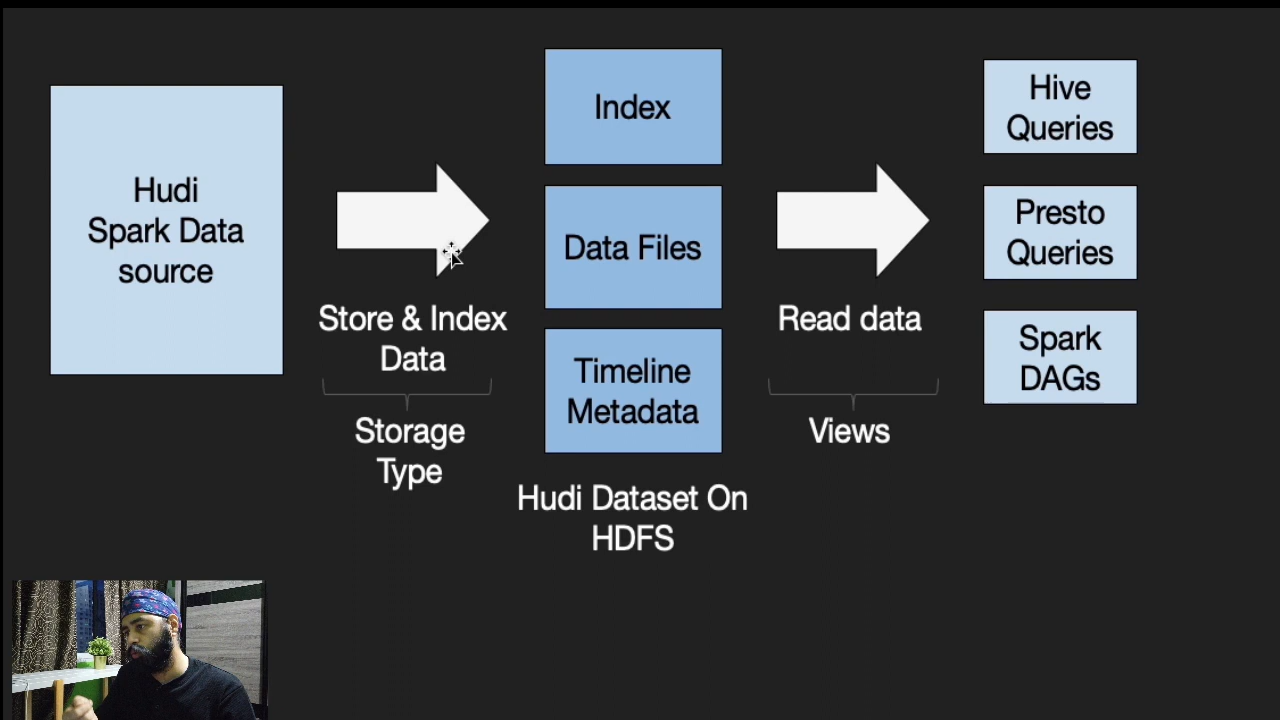 Hudi
Spark Data
source
Store & Index
Data
Storage
Type
Index
Data Files
Timeline
Metadata
Hudi Dataset On
HDFS
Read data
Views
Hive
Queries
Presto
Queries
Spark
DAGs